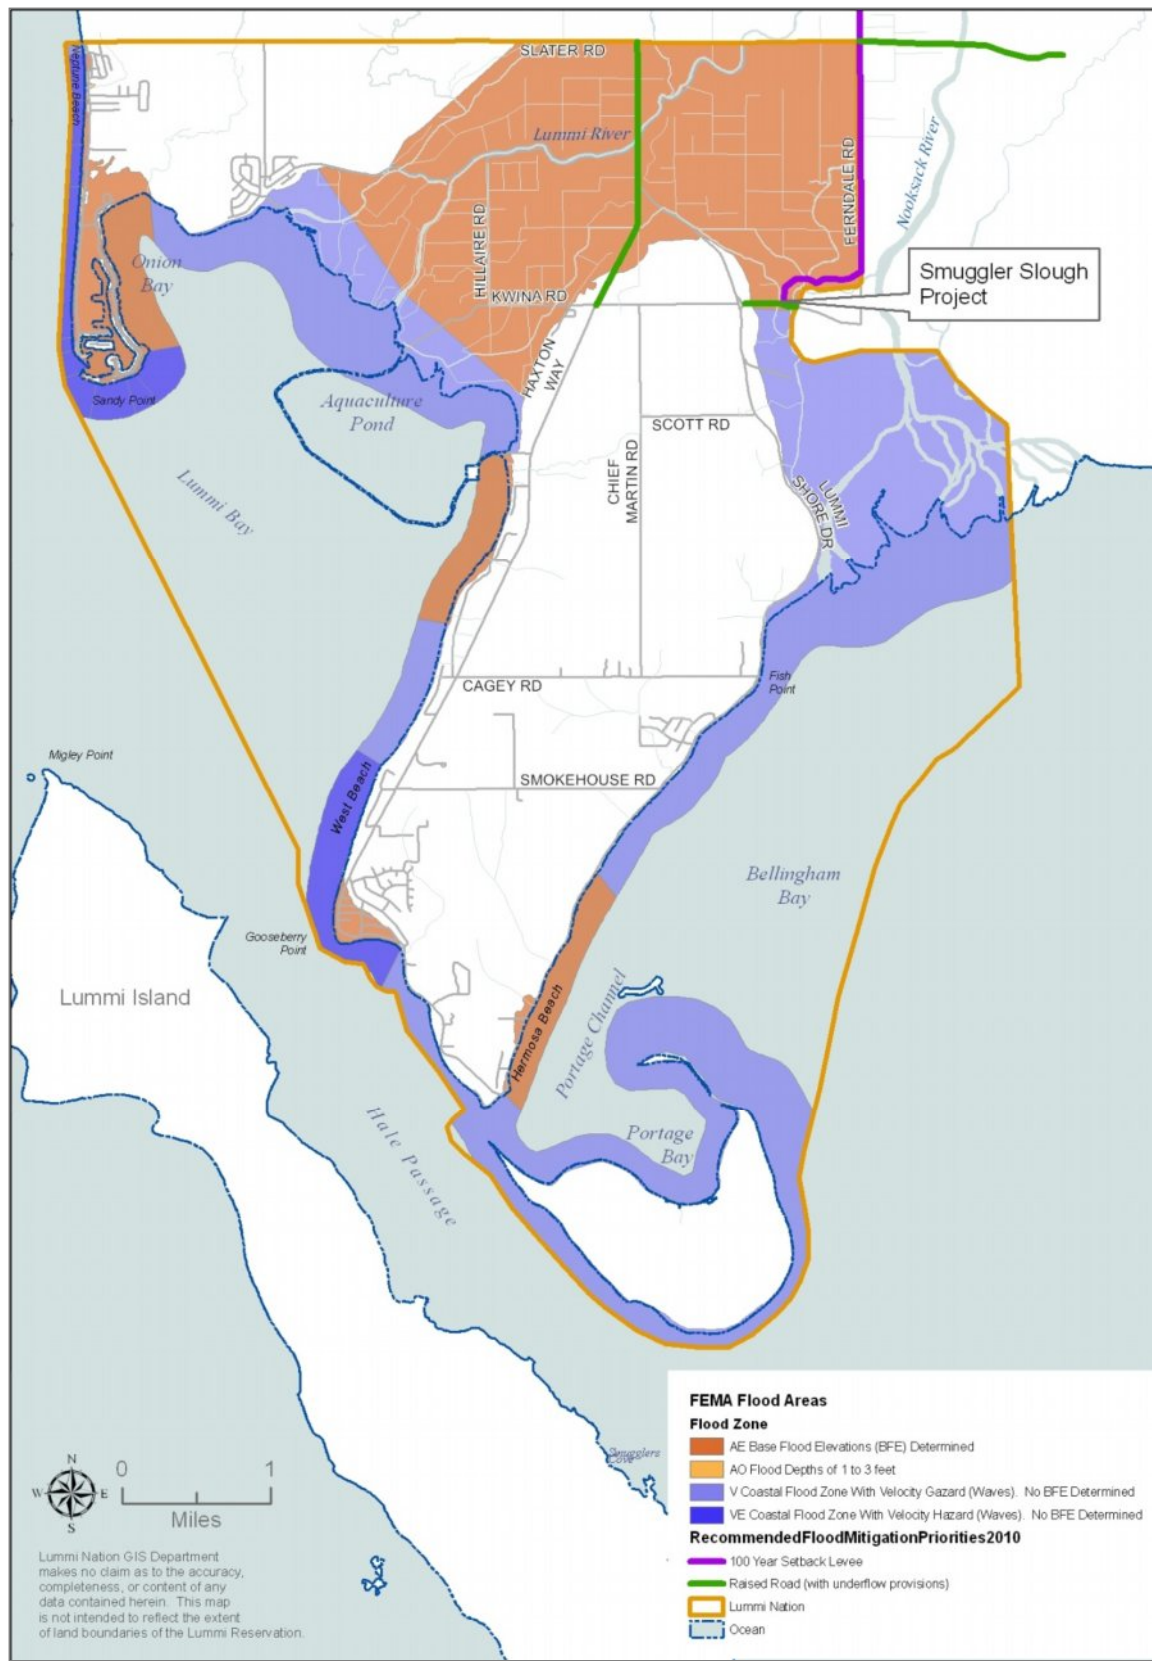 SLATER RD
Neptune Beach
Lummi River
FERNDALE RD
Nooksack River
HILLAIRE RD
Onion
Bay
Smuggler Slough
Project
KWINA RD
HAXTON
WAY
Sandy Point
Aquaculture
Pond
SCOTT RD
CHIEF
MARTIN RD
LUMMI
SHORE DR
Lummi Bay
CAGEY RD
Fish
Point
Migley Point
West Beach
SMOKEHOUSE RD
Bellingham
Bay
Gooseberry
Point
Lummi Island
Hermosa Beach
Portage Channel
Hale Passage
Portage
Bay
Smugglers
Cove
FEMA Flood Areas
Flood Zone
AE Base Flood Elevations (BFE) Determined
AO Flood Depths of 1 to 3 feet
V Coastal Flood Zone With Velocity Gazard (Waves). No BFE Determined
VE Coastal Flood Zone With Velocity Hazard (Waves). No BFE Determined
RecommendedFloodMitigationPriorities2010
100 Year Setback Levee
Raised Road (with underflow provisions)
Lummi Nation
Ocean
N
W E
S
0 1
Miles
Lummi Nation GIS Department
makes no claim as to the accuracy,
completeness, or content of any
data contained herein. This map
is not intended to reflect the extent
of land boundaries of the Lummi Reservation.